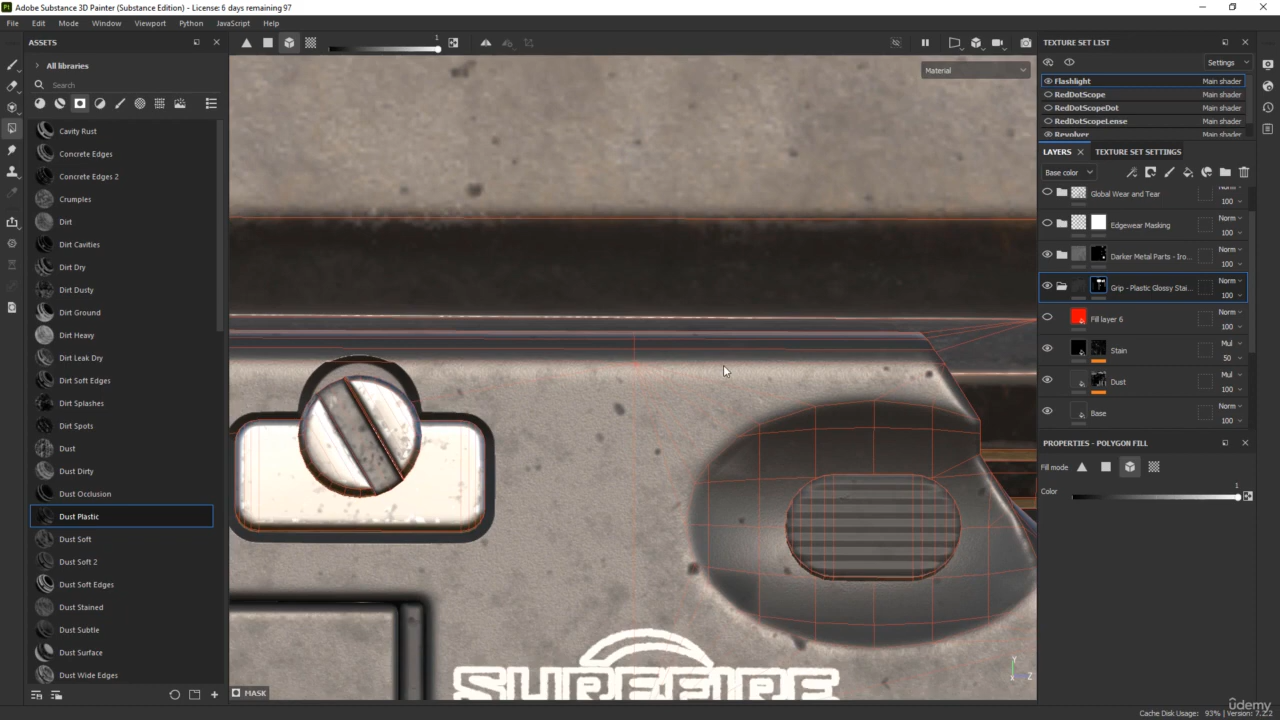 Adobe Substance 3D Painter (Substance Edition) - License: 6 days remaining 97
File Edit Mode Window Viewport Python JavaScript Help
ASSETS
All libraries
Search
Cavity Rust
Concrete Edges
Concrete Edges 2
Crumples
Dirt
Dirt Cavities
Dirt Dry
Dirt Dusty
Dirt Ground
Dirt Heavy
Dirt Leak Dry
Dirt Soft Edges
Dirt Splashes
Dirt Spots
Dust
Dust Dirty
Dust Occlusion
Dust Plastic
Dust Soft
Dust Soft 2
Dust Soft Edges
Dust Stained
Dust Subtle
Dust Surface
Dust Wide Edges
1
Material
SUREFIRE
Y
Z
X
MASK
TEXTURE SET LIST
Settings
Flashlight Main shader
RedDotScope Main shader
RedDotScopeDot Main shader
RedDotScopeLense Main shader
Revolver Main shader
LAYERS TEXTURE SET SETTINGS
Base color
Global Wear and Tear Norm
100
Edgewear Masking Norm
100
Darker Metal Parts - Iro... Norm
100
Grip - Plastic Glossy Stai... Norm
100
Fill layer 6 Norm
100
Stain Mul
50
Dust Mul
100
Base Norm
100
PROPERTIES - POLYGON FILL
Fill mode
Color 1
udemy
Cache Disk Usage: 93% | Version: 7.2.2